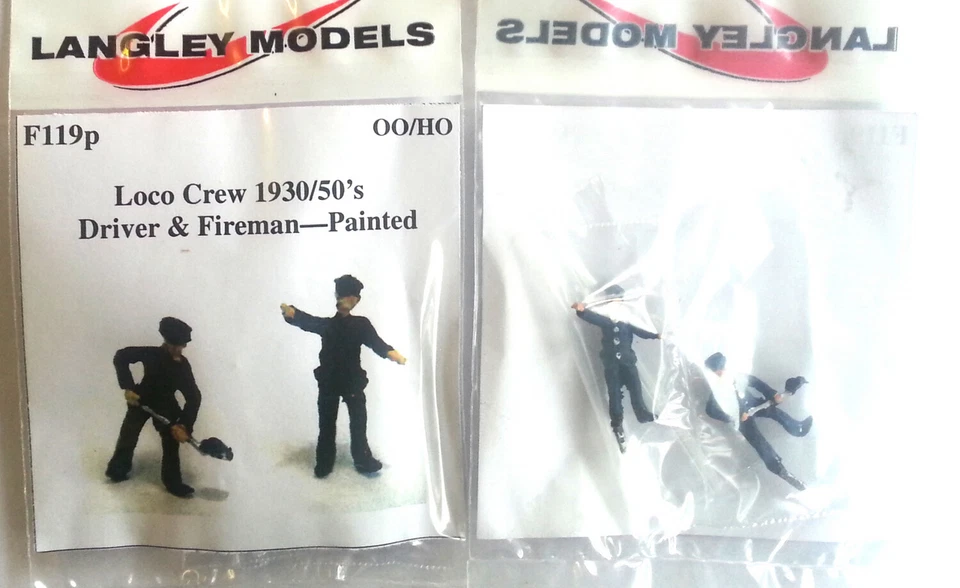 LANGLEY MODELS
F119p
OO/HO
Loco Crew 1930/50's
Driver & Fireman—Painted
LANGLEY MODELS